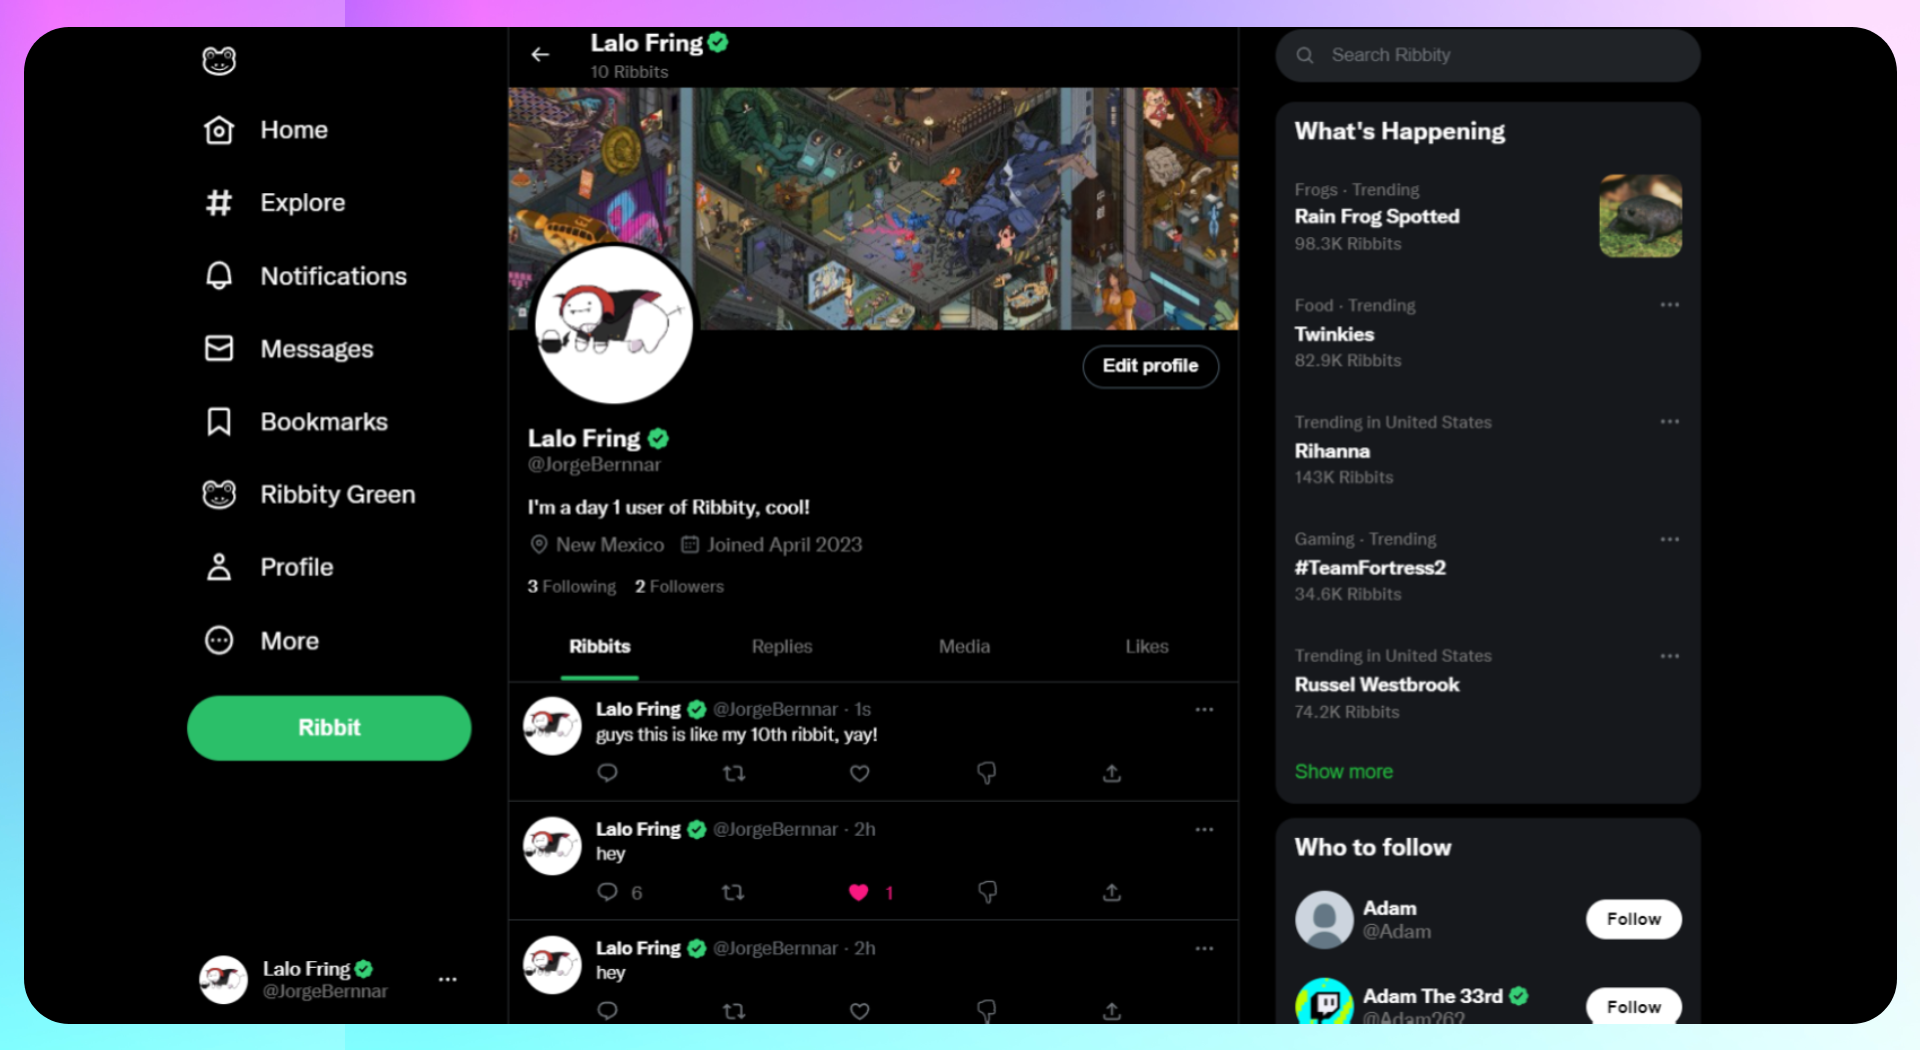 Home
Explore
Notifications
Messages
Bookmarks
Ribbity Green
Profile
More
Ribbit
Lalo Fring
@JorgeBernnar
Lalo Fring
10 Ribbits
Edit profile
Lalo Fring
@JorgeBernnar
I'm a day 1 user of Ribbity, cool!
New Mexico Joined April 2023
3 Following 2 Followers
Ribbits Replies Media Likes
Lalo Fring @JorgeBernnar · 1s
guys this is like my 10th ribbit, yay!
Lalo Fring @JorgeBernnar · 2h
hey
6 1
Lalo Fring @JorgeBernnar · 2h
hey
Search Ribbity
What's Happening
Frogs · Trending
Rain Frog Spotted
98.3K Ribbits
Food · Trending
Twinkies
82.9K Ribbits
Trending in United States
Rihanna
143K Ribbits
Gaming · Trending
#TeamFortress2
34.6K Ribbits
Trending in United States
Russel Westbrook
74.2K Ribbits
Show more
Who to follow
Adam
@Adam
Follow
Adam The 33rd
@Adam262
Follow